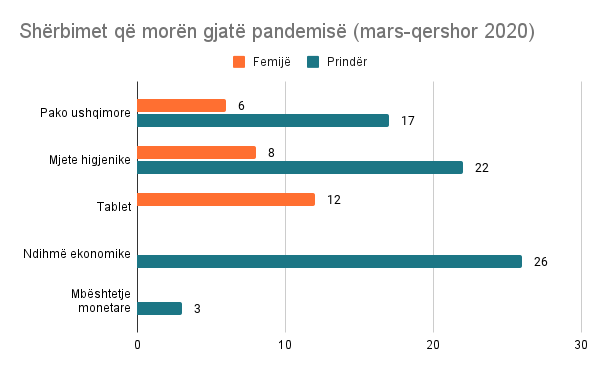 Shërbimet që morën gjatë pandemisë (mars-qershor 2020)
Femijë Prindër
Pako ushqimore 6
17
Mjete higjenike 8
22
Tablet 12
Ndihmë ekonomike 26
Mbështetje
monetare 3
0 10 20 30